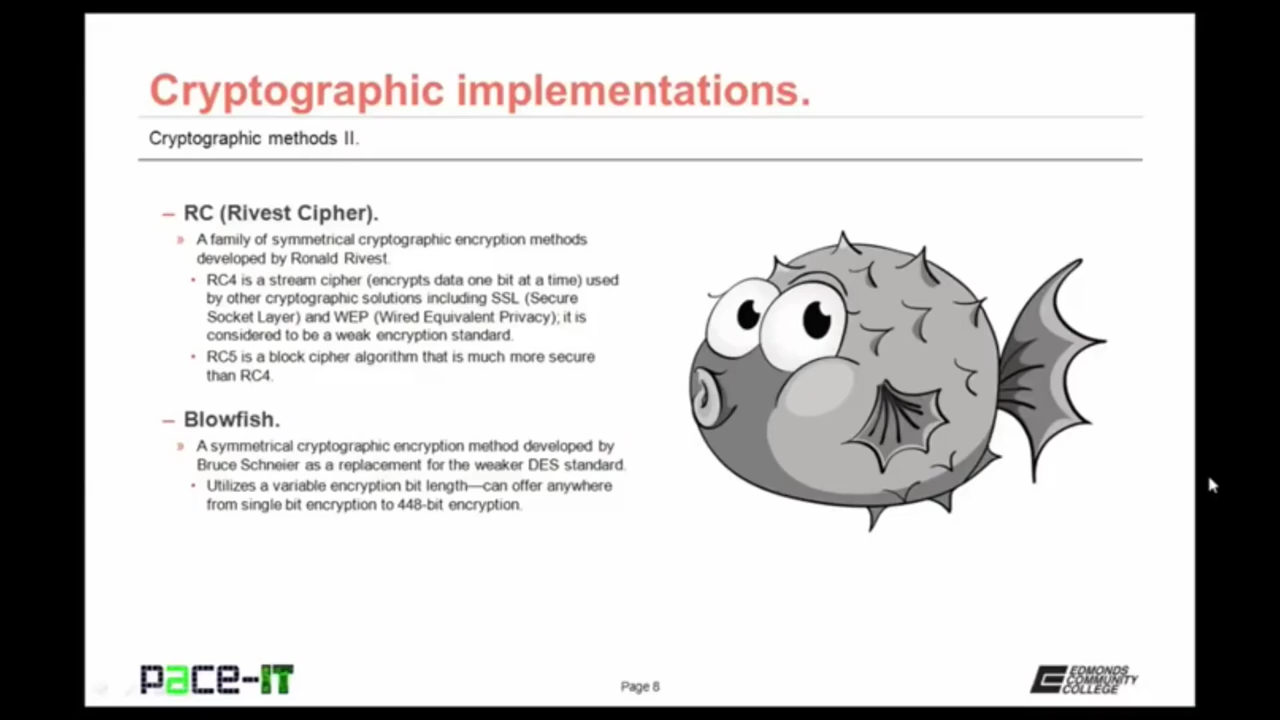 Cryptographic implementations.
Cryptographic methods II.
– RC (Rivest Cipher).
» A family of symmetrical cryptographic encryption methods
developed by Ronald Rivest.
• RC4 is a stream cipher (encrypts data one bit at a time) used
by other cryptographic solutions including SSL (Secure
Socket Layer) and WEP (Wired Equivalent Privacy); it is
considered to be a weak encryption standard.
• RC5 is a block cipher algorithm that is much more secure
than RC4.
– Blowfish.
» A symmetrical cryptographic encryption method developed by
Bruce Schneier as a replacement for the weaker DES standard.
• Utilizes a variable encryption bit length—can offer anywhere
from single bit encryption to 448-bit encryption.
pace-IT
Page 8
EDMONDS
COMMUNITY
COLLEGE